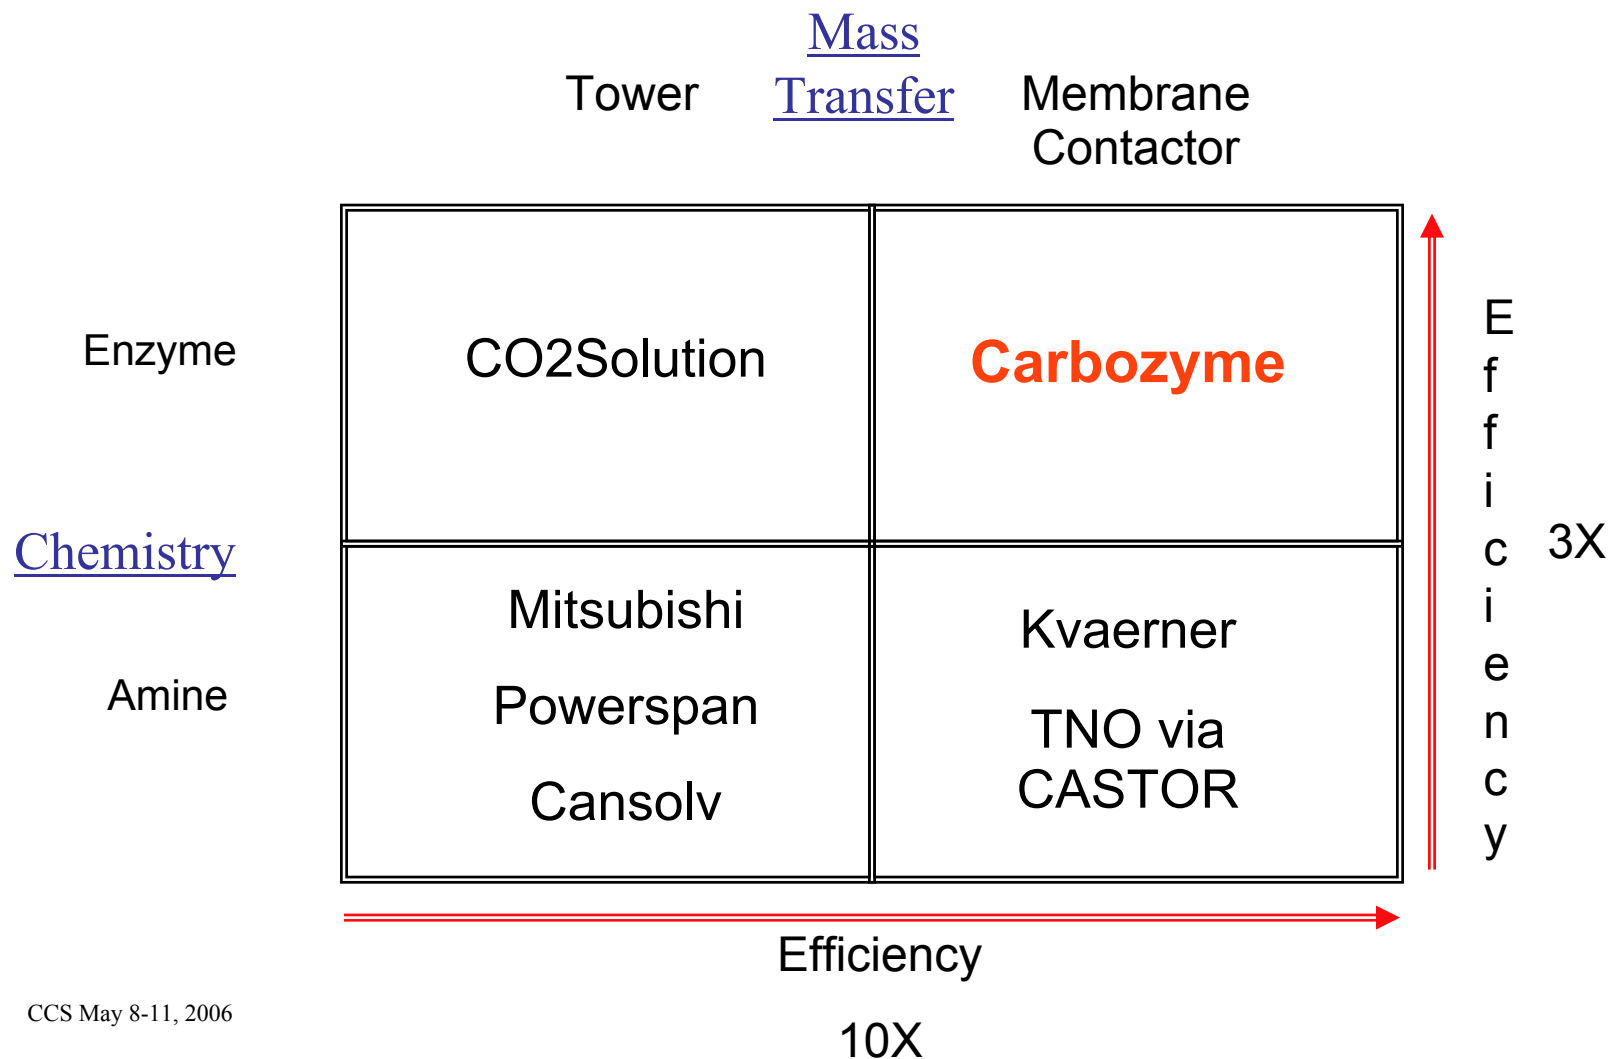 Mass
Tower Transfer Membrane
Contactor
Enzyme CO2Solution Carbozyme
Chemistry
Amine
Mitsubishi
Powerspan
Cansolv
Kvaerner
TNO via
CASTOR
Efficiency
3X
Efficiency
10X
CCS May 8-11, 2006